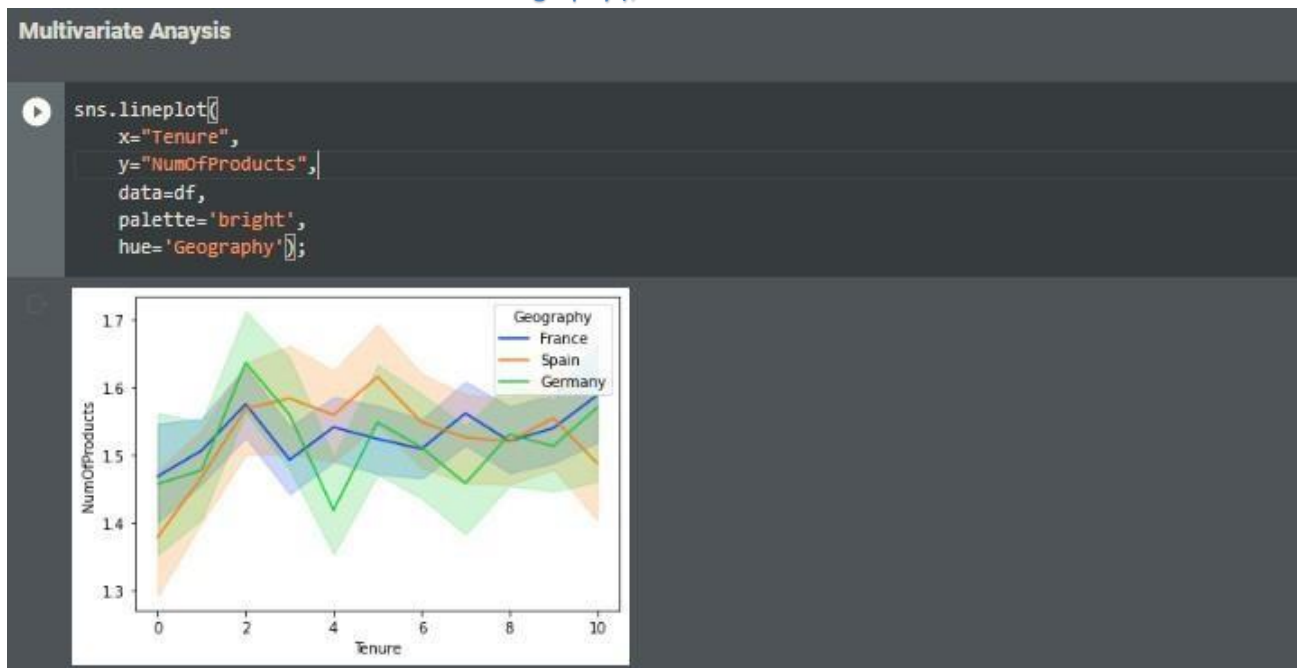 Multivariate Anaysis
sns.lineplot(
x="Tenure",
y="NumOfProducts",
data=df,
palette='bright',
hue='Geography');
Geography
France
Spain
Germany
1.7
1.6
1.5
1.4
1.3
NumOfProducts
0 2 4 6 8 10
Tenure